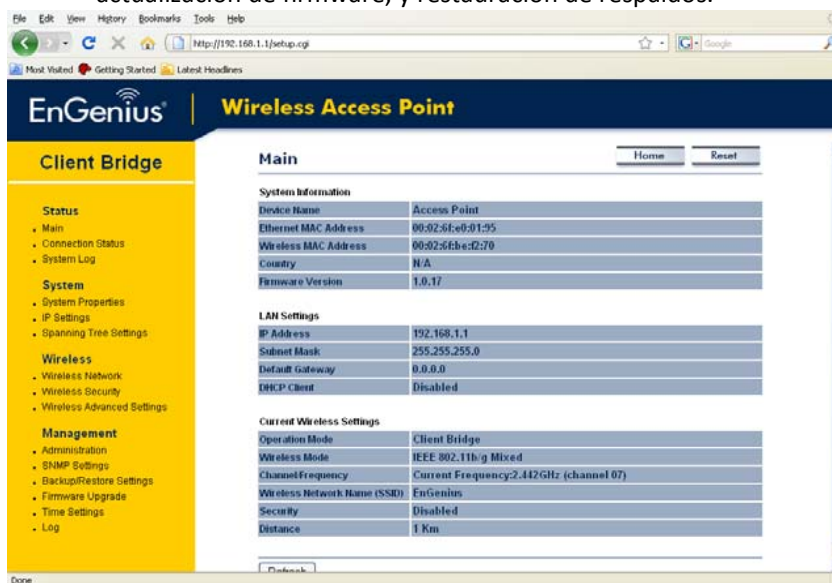 actualización de firmware, y restauración de respaldos.
File Edit View History Bookmarks Tools Help
http://192.168.1.1/setup.cgi
Google
Most Visited Getting Started Latest Headlines
EnGenius® Wireless Access Point
Client Bridge
Status
Main
Connection Status
System Log
System
System Properties
IP Settings
Spanning Tree Settings
Wireless
Wireless Network
Wireless Security
Wireless Advanced Settings
Management
Administration
SNMP Settings
Backup/Restore Settings
Firmware Upgrade
Time Settings
Log
Main Home Reset
System Information
Device Name Access Point
Ethernet MAC Address 00:02:6f:e0:01:95
Wireless MAC Address 00:02:6f:be:f2:70
Country N/A
Firmware Version 1.0.17
LAN Settings
IP Address 192.168.1.1
Subnet Mask 255.255.255.0
Default Gateway 0.0.0.0
DHCP Client Disabled
Current Wireless Settings
Operation Mode Client Bridge
Wireless Mode IEEE 802.11b/g Mixed
Channel/Frequency Current Frequency:2.442GHz (channel 07)
Wireless Network Name (SSID) EnGenius
Security Disabled
Distance 1 Km
Refresh
Done